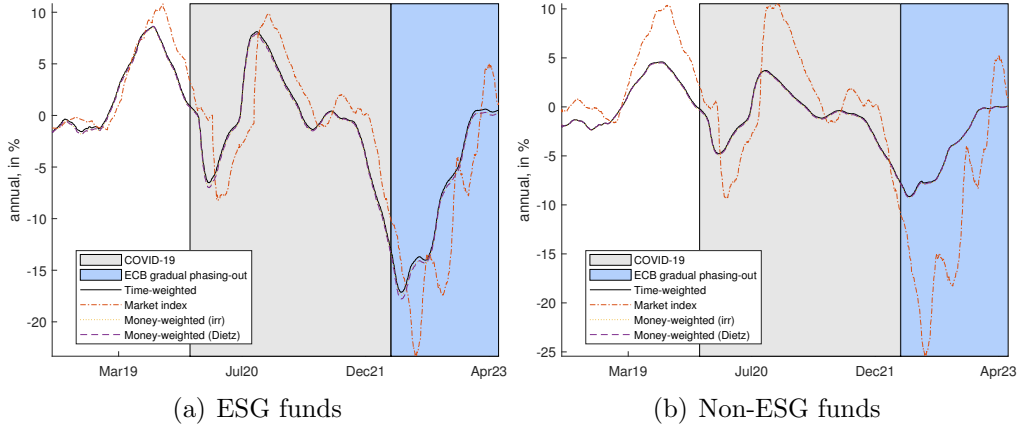 10
5
0
-5
-10
-15
-20
annual, in %
COVID-19
ECB gradual phasing-out
Time-weighted
Market index
Money-weighted (irr)
Money-weighted (Dietz)
Mar19 Jul20 Dec21 Apr23
(a) ESG funds
10
5
0
-5
-10
-15
-20
-25
annual, in %
COVID-19
ECB gradual phasing-out
Time-weighted
Market index
Money-weighted (irr)
Money-weighted (Dietz)
Mar19 Jul20 Dec21 Apr23
(b) Non-ESG funds